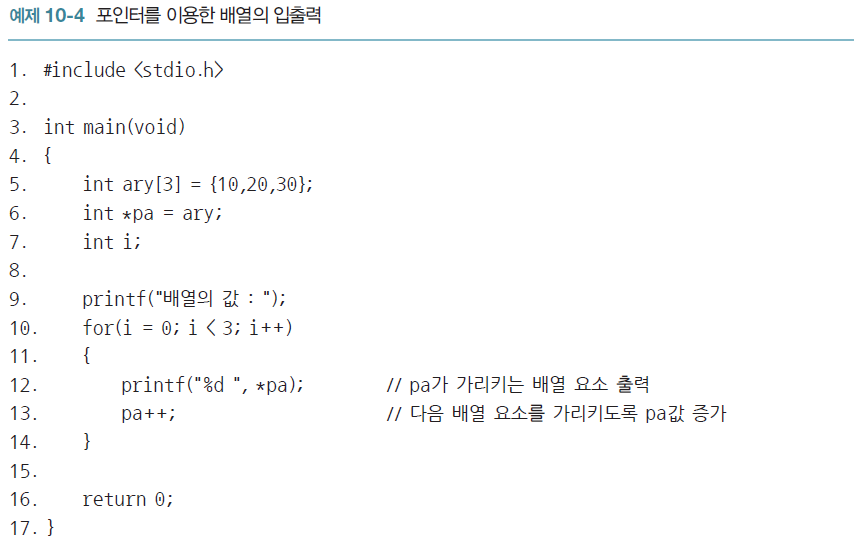 예제 10-4 포인터를 이용한 배열의 입출력
1. #include <stdio.h>
2.
3. int main(void)
4. {
5. int ary[3] = {10,20,30};
6. int *pa = ary;
7. int i;
8.
9. printf("배열의 값 : ");
10. for(i = 0; i < 3; i++)
11. {
12. printf("%d ", *pa); // pa가 가리키는 배열 요소 출력
13. pa++; // 다음 배열 요소를 가리키도록 pa값 증가
14. }
15.
16. return 0;
17. }